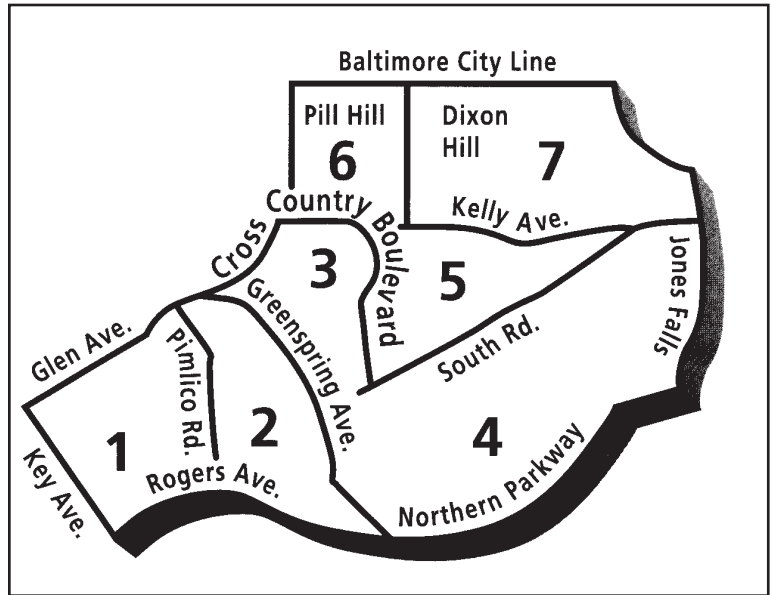 Baltimore City Line
Pill Hill
6
Dixon
Hill
7
Cross Country Boulevard
Kelly Ave.
3
5
Jones Falls
Greenspring Ave.
Glen Ave.
Pimlico Rd.
South Rd.
1
2
4
Key Ave.
Rogers Ave.
Northern Parkway